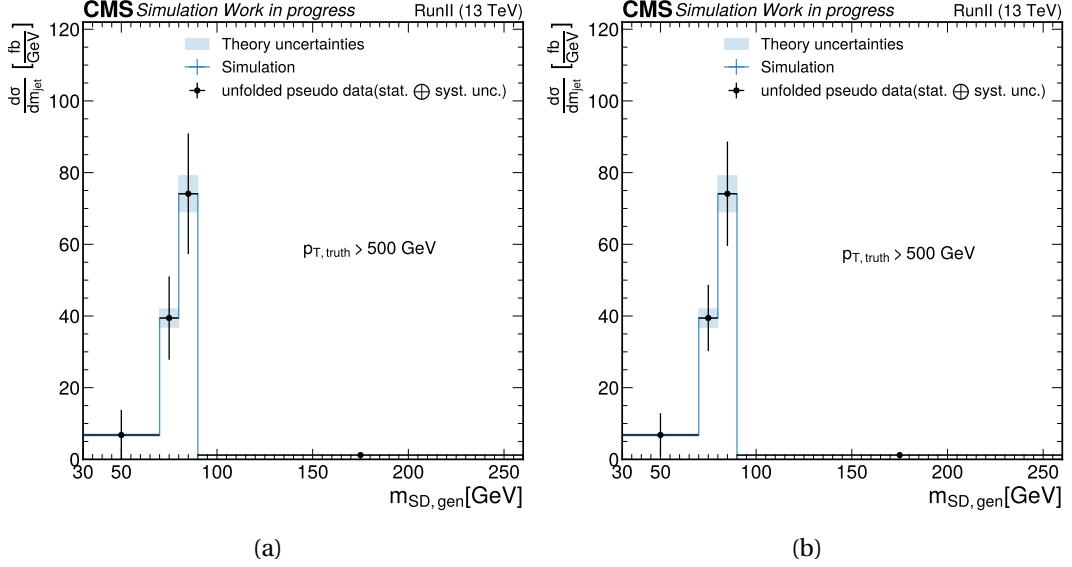 CMS Simulation Work in progress RunII (13 TeV)
dσ/dm_jet [fb/GeV]
Theory uncertainties
Simulation
unfolded pseudo data(stat. ⊕ syst. unc.)
p_T, truth > 500 GeV
120
100
80
60
40
20
0
30 50 100 150 200 250
m_SD, gen[GeV]
(a)
CMS Simulation Work in progress RunII (13 TeV)
dσ/dm_jet [fb/GeV]
Theory uncertainties
Simulation
unfolded pseudo data(stat. ⊕ syst. unc.)
p_T, truth > 500 GeV
120
100
80
60
40
20
0
30 50 100 150 200 250
m_SD, gen[GeV]
(b)